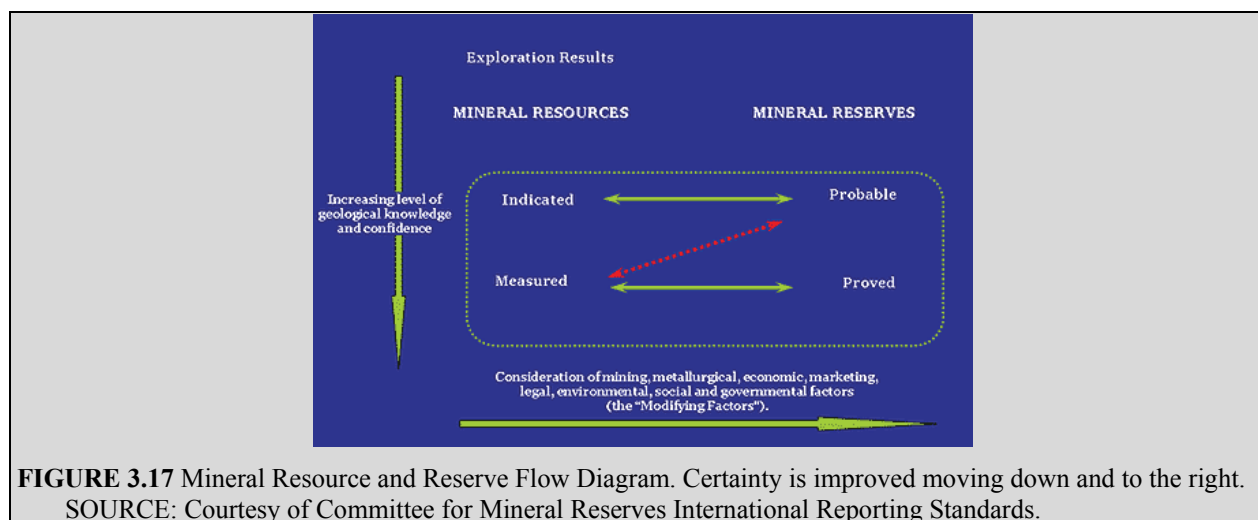 Exploration Results
MINERAL RESOURCES
MINERAL RESERVES
Increasing level of
geological knowledge
and confidence
Indicated
Probable
Measured
Proved
Consideration of mining, metallurgical, economic, marketing,
legal, environmental, social and governmental factors
(the "Modifying Factors").
FIGURE 3.17 Mineral Resource and Reserve Flow Diagram. Certainty is improved moving down and to the right.
SOURCE: Courtesy of Committee for Mineral Reserves International Reporting Standards.